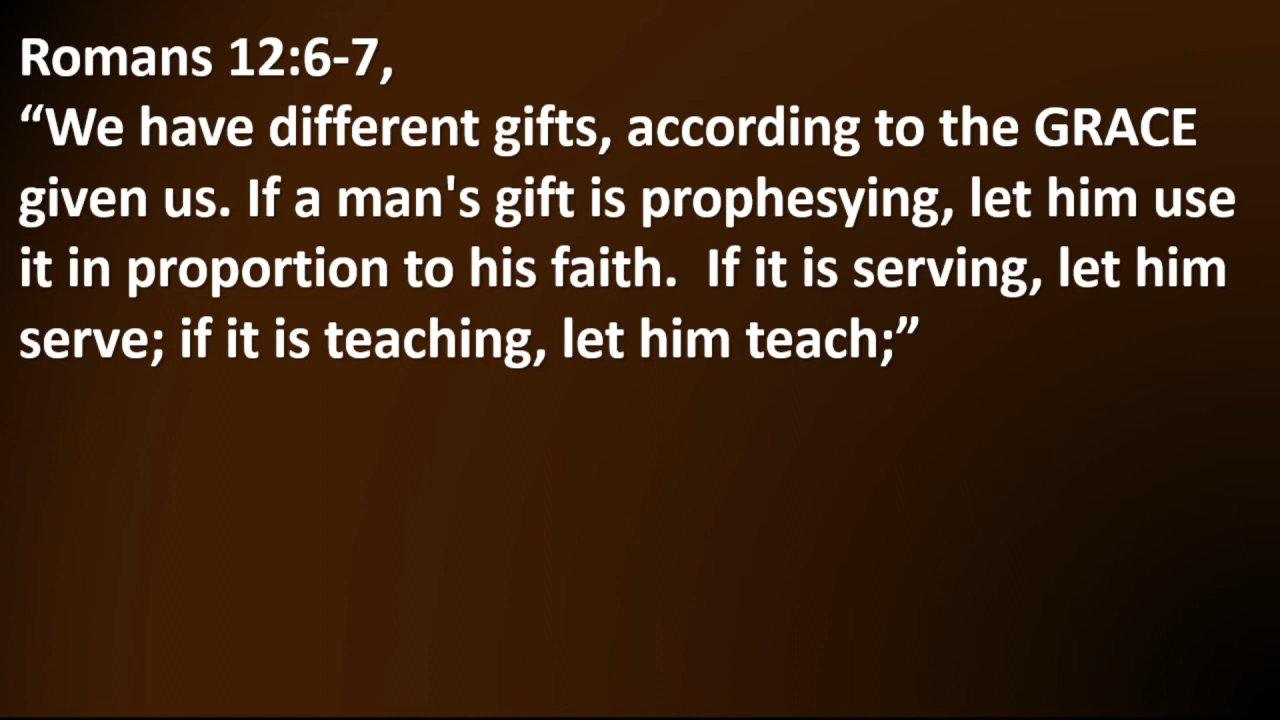 Romans 12:6-7,
“We have different gifts, according to the GRACE
given us. If a man's gift is prophesying, let him use
it in proportion to his faith.  If it is serving, let him
serve; if it is teaching, let him teach;”